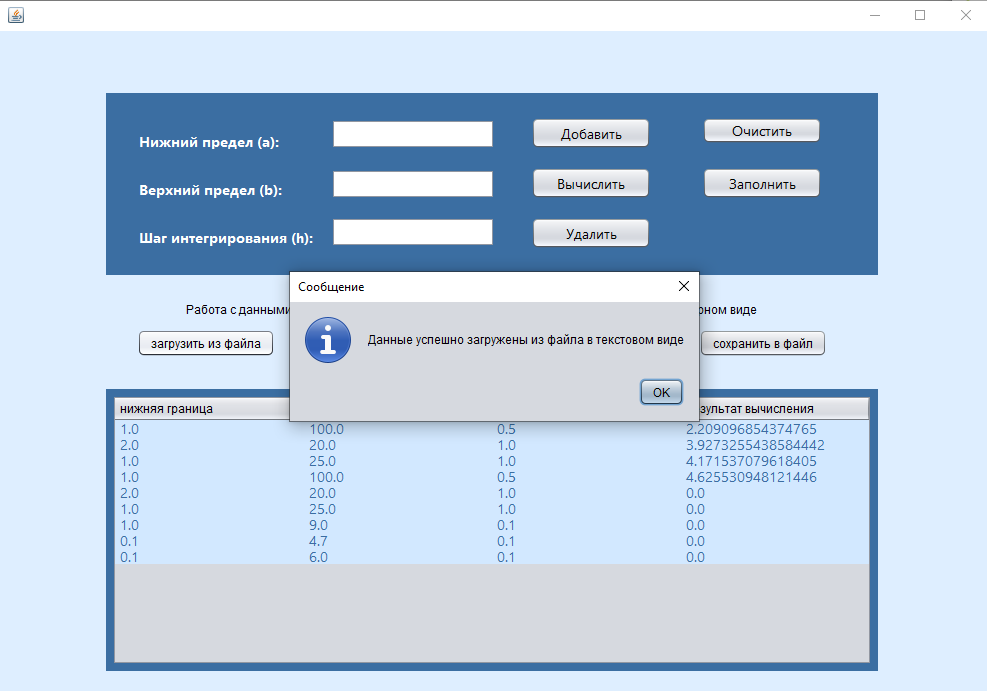 Нижний предел (a): Добавить Очистить
Верхний предел (b): Вычислить Заполнить
Шаг интегрирования (h): Удалить
Сообщение
Работа с данными
Данные успешно загружены из файла в текстовом виде
виде
загрузить из файла сохранить в файл
OK
нижняя граница вычисления
1.0 100.0 0.5 2.209096854374765
2.0 20.0 1.0 3.9273255438584442
1.0 25.0 1.0 4.171537079618405
1.0 100.0 0.5 4.625530948121446
2.0 20.0 1.0 0.0
1.0 25.0 1.0 0.0
1.0 9.0 0.1 0.0
0.1 4.7 0.1 0.0
0.1 6.0 0.1 0.0